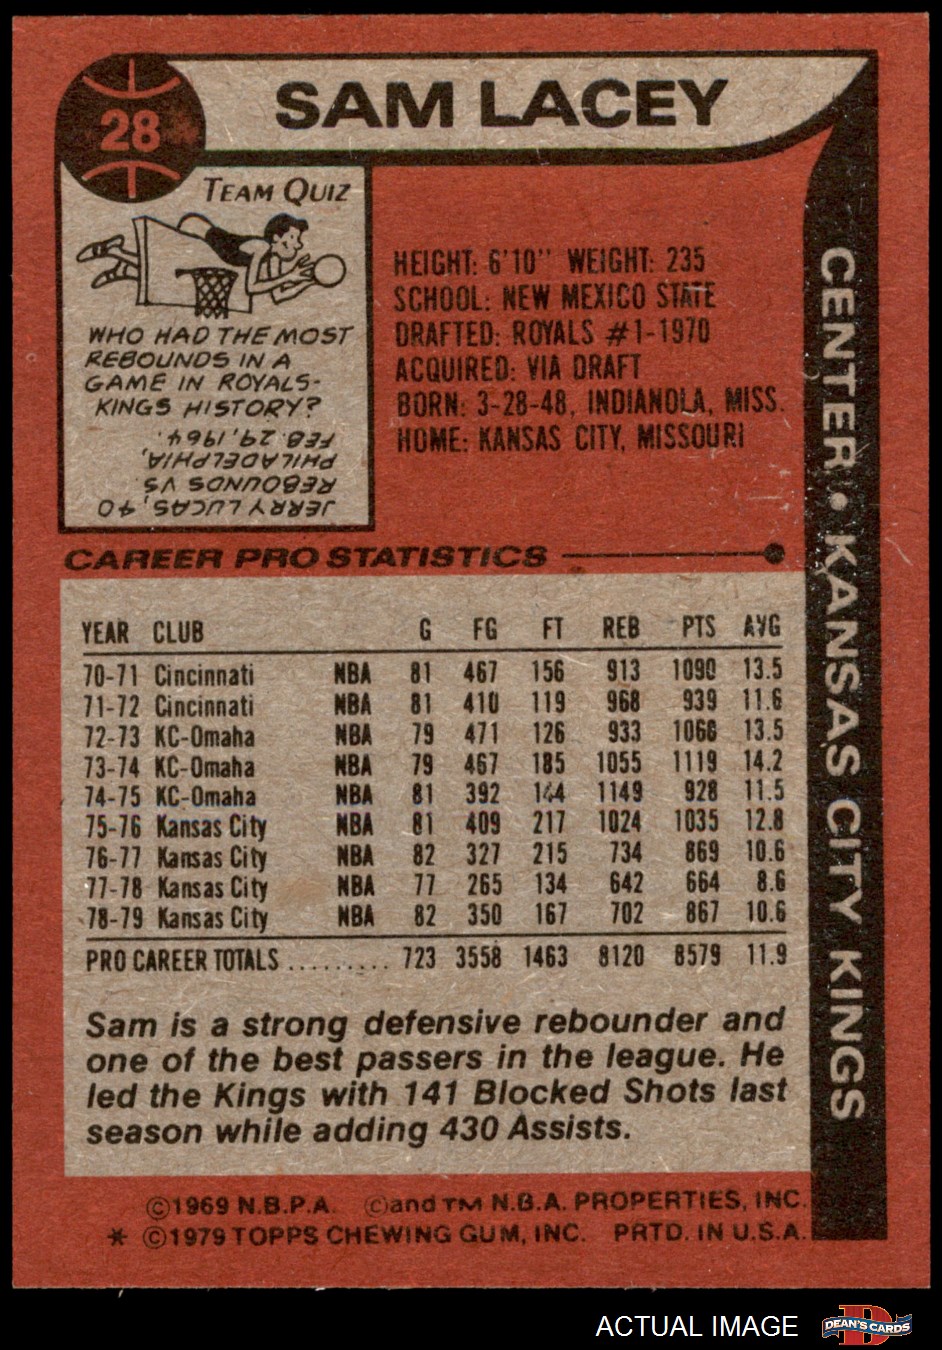 28
SAM LACEY
TEAM QUIZ
WHO HAD THE MOST
REBOUNDS IN A
GAME IN ROYALS-
KINGS HISTORY?
JERRY LUCAS, 40
REBOUNDS VS.
PHILADELPHIA,
FEB. 29, 1964.
HEIGHT: 6'10" WEIGHT: 235
SCHOOL: NEW MEXICO STATE
DRAFTED: ROYALS #1-1970
ACQUIRED: VIA DRAFT
BORN: 3-28-48, INDIANOLA, MISS.
HOME: KANSAS CITY, MISSOURI
CENTER • KANSAS CITY KINGS
CAREER PRO STATISTICS
YEAR CLUB G FG FT REB PTS AVG
70-71 Cincinnati NBA 81 467 156 913 1090 13.5
71-72 Cincinnati NBA 81 410 119 968 939 11.6
72-73 KC-Omaha NBA 79 471 126 933 1068 13.5
73-74 KC-Omaha NBA 79 467 185 1055 1119 14.2
74-75 KC-Omaha NBA 81 392 144 1149 928 11.5
75-76 Kansas City NBA 81 409 217 1024 1035 12.8
76-77 Kansas City NBA 82 327 215 734 869 10.6
77-78 Kansas City NBA 77 265 134 642 664 8.6
78-79 Kansas City NBA 82 350 167 702 867 10.6
PRO CAREER TOTALS .......... 723 3558 1463 8120 8579 11.9
Sam is a strong defensive rebounder and
one of the best passers in the league. He
led the Kings with 141 Blocked Shots last
season while adding 430 Assists.
©1969 N.B.P.A. ©and TM N.B.A. PROPERTIES, INC.
* ©1979 TOPPS CHEWING GUM, INC. PRTD. IN U.S.A.
ACTUAL IMAGE
D
DEAN'S CARDS